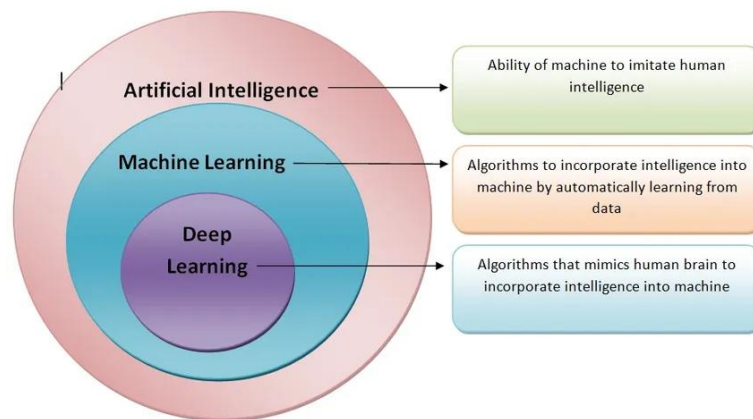 Artificial Intelligence
Ability of machine to imitate human
intelligence
Machine Learning
Algorithms to incorporate intelligence into
machine by automatically learning from
data
Deep
Learning
Algorithms that mimics human brain to
incorporate intelligence into machine